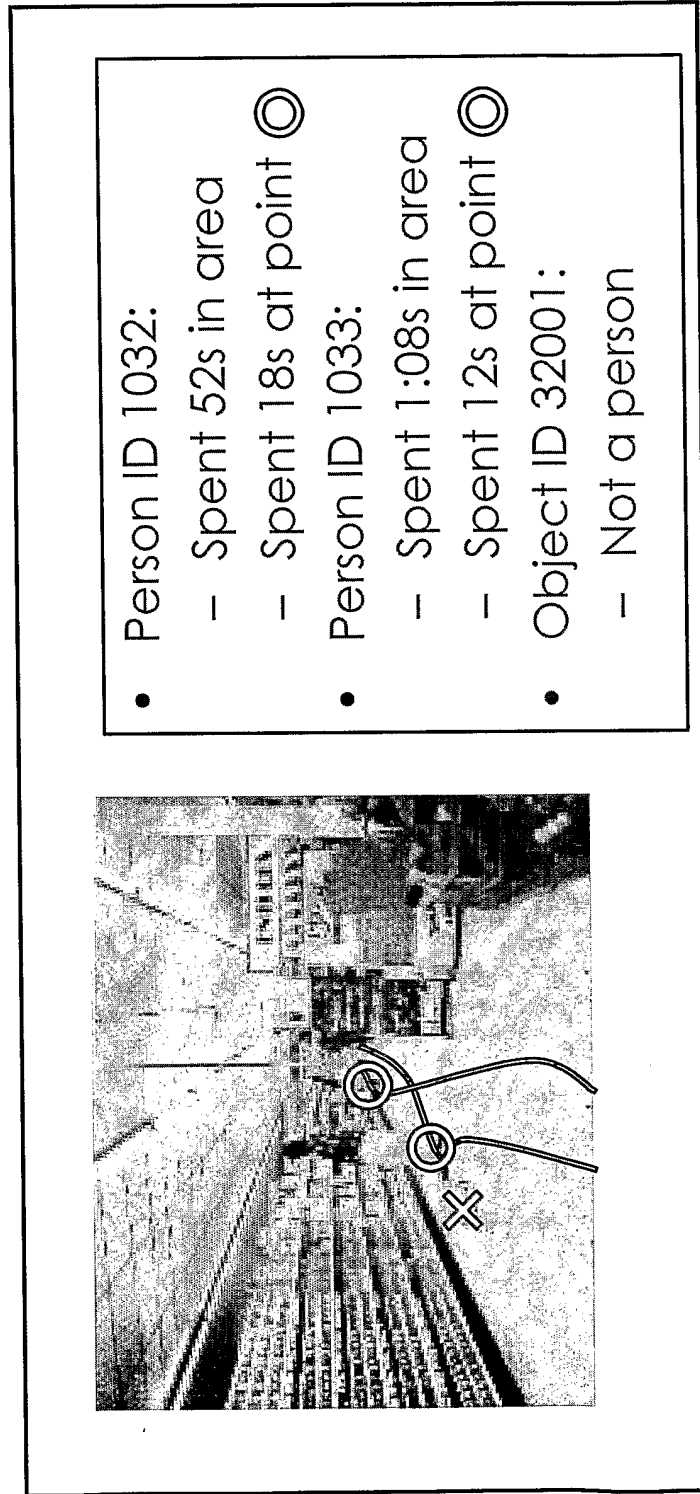 • Person ID 1032:
– Spent 52s in area
– Spent 18s at point
• Person ID 1033:
– Spent 1:08s in area
– Spent 12s at point
• Object ID 32001:
– Not a person